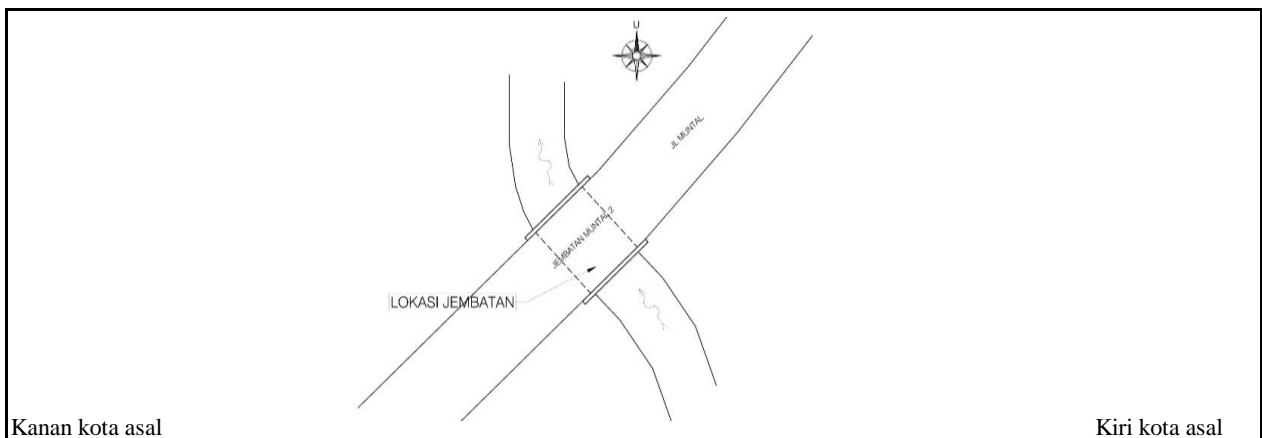 U
JL MUNTAL
JEMBATAN MUNTAL 2
LOKASI JEMBATAN
Kanan kota asal
Kiri kota asal